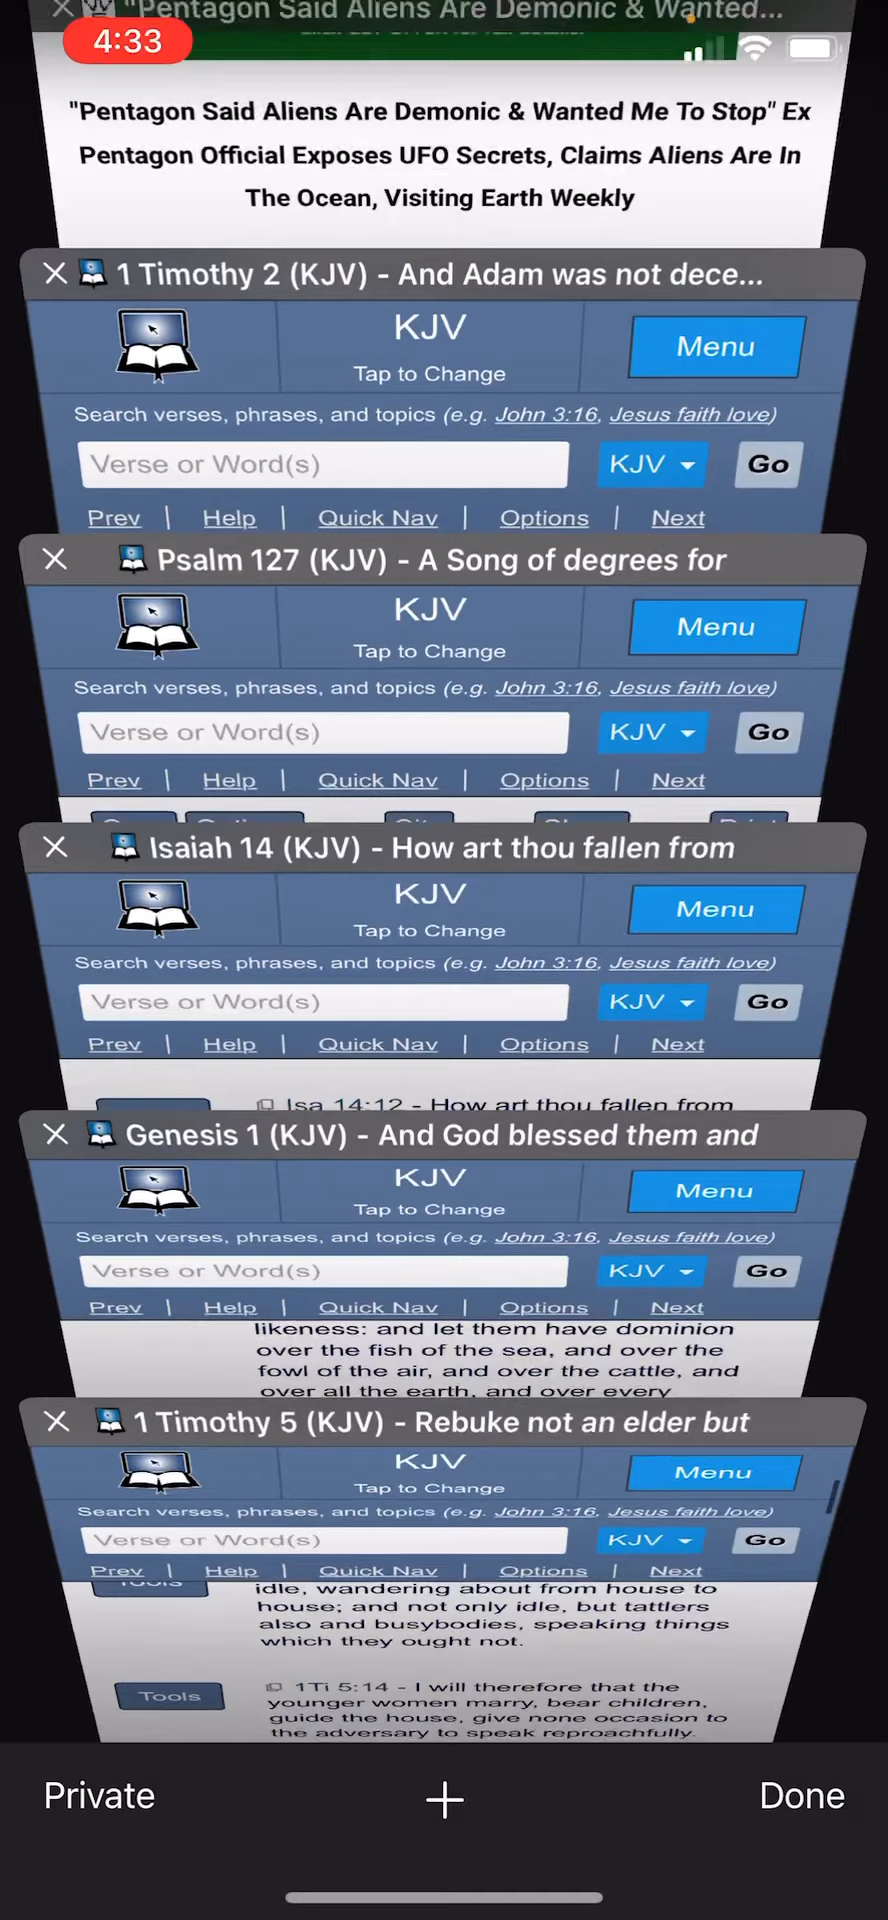 "Pentagon Said Aliens Are Demonic & Wanted...
4:33
"Pentagon Said Aliens Are Demonic & Wanted Me To Stop" Ex
Pentagon Official Exposes UFO Secrets, Claims Aliens Are In
The Ocean, Visiting Earth Weekly
1 Timothy 2 (KJV) - And Adam was not dece...
KJV
Menu
Tap to Change
Search verses, phrases, and topics (e.g. John 3:16, Jesus faith love)
Verse or Word(s) KJV Go
Prev | Help | Quick Nav | Options | Next
Psalm 127 (KJV) - A Song of degrees for
KJV
Menu
Tap to Change
Search verses, phrases, and topics (e.g. John 3:16, Jesus faith love)
Verse or Word(s) KJV Go
Prev | Help | Quick Nav | Options | Next
Isaiah 14 (KJV) - How art thou fallen from
KJV
Menu
Tap to Change
Search verses, phrases, and topics (e.g. John 3:16, Jesus faith love)
Verse or Word(s) KJV Go
Prev | Help | Quick Nav | Options | Next
Isa 14:12 - How art thou fallen from
Genesis 1 (KJV) - And God blessed them and
KJV
Menu
Tap to Change
Search verses, phrases, and topics (e.g. John 3:16, Jesus faith love)
Verse or Word(s) KJV Go
Prev | Help | Quick Nav | Options | Next
likeness: and let them have dominion
over the fish of the sea, and over the
fowl of the air, and over the cattle, and
over all the earth, and over every
1 Timothy 5 (KJV) - Rebuke not an elder but
KJV
Menu
Tap to Change
Search verses, phrases, and topics (e.g. John 3:16, Jesus faith love)
Verse or Word(s) KJV Go
Prev | Help | Quick Nav | Options | Next
Tools
idle, wandering about from house to
house; and not only idle, but tattlers
also and busybodies, speaking things
which they ought not.
Tools
1Ti 5:14 - I will therefore that the
younger women marry, bear children,
guide the house, give none occasion to
the adversary to speak reproachfully.
Private + Done